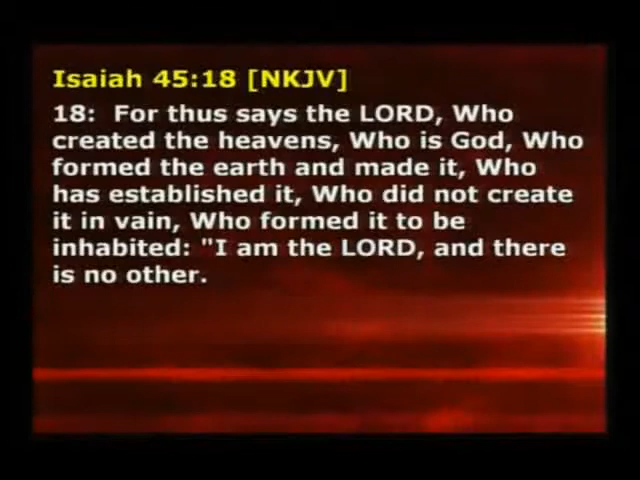 Isaiah 45:18 [NKJV]
18:  For thus says the LORD, Who
created the heavens, Who is God, Who
formed the earth and made it, Who
has established it, Who did not create
it in vain, Who formed it to be
inhabited: "I am the LORD, and there
is no other.